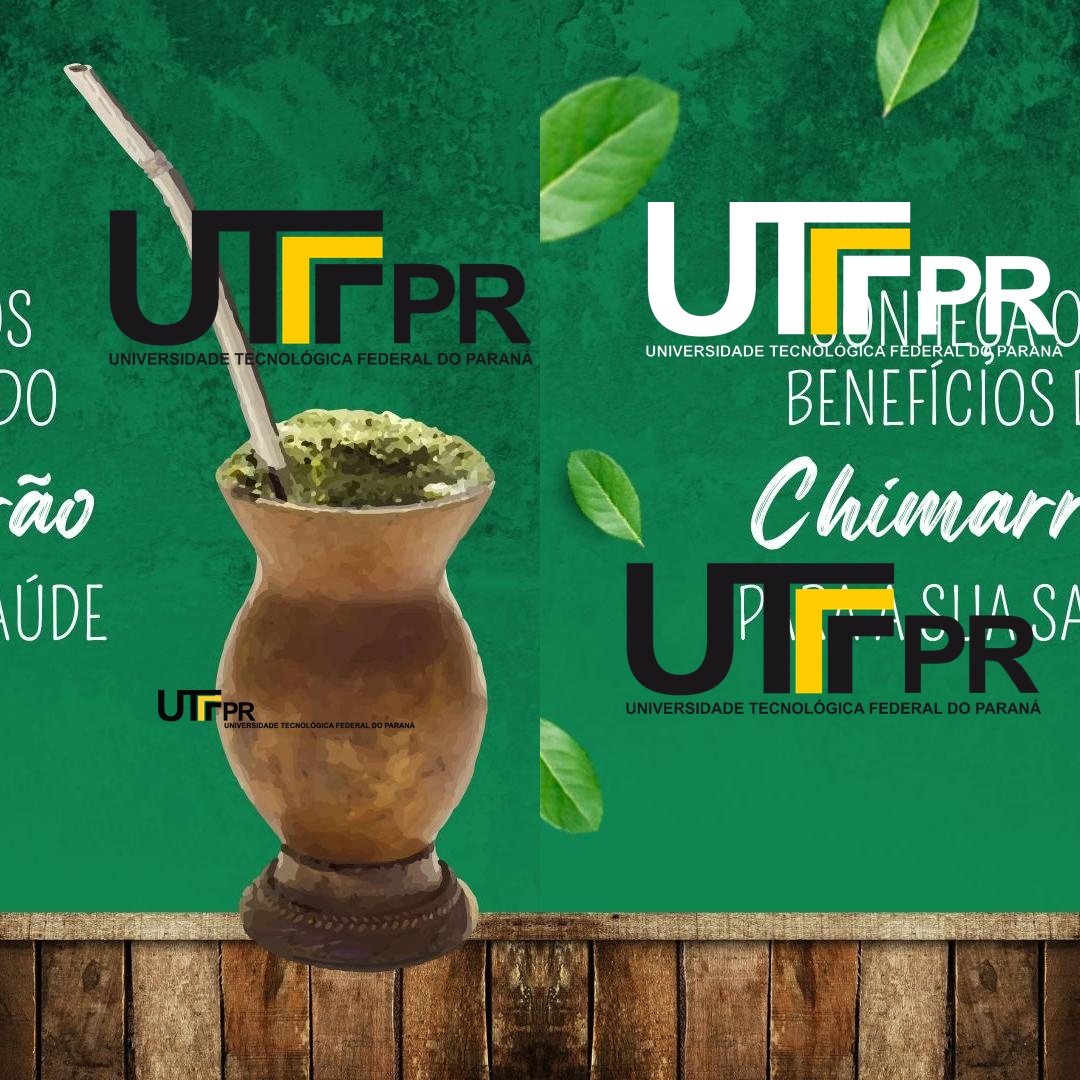 OS
DO
rão
AÚDE
UTFPR
UNIVERSIDADE TECNOLÓGICA FEDERAL DO PARANÁ
UTFPR
UNIVERSIDADE TECNOLÓGICA FEDERAL DO PARANÁ
UTFPR
UNIVERSIDADE TECNOLÓGICA FEDERAL DO PARANÁ
CONHEÇA O
BENEFÍCIOS D
Chimarr
PARA A SUA SA
UTFPR
UNIVERSIDADE TECNOLÓGICA FEDERAL DO PARANÁ